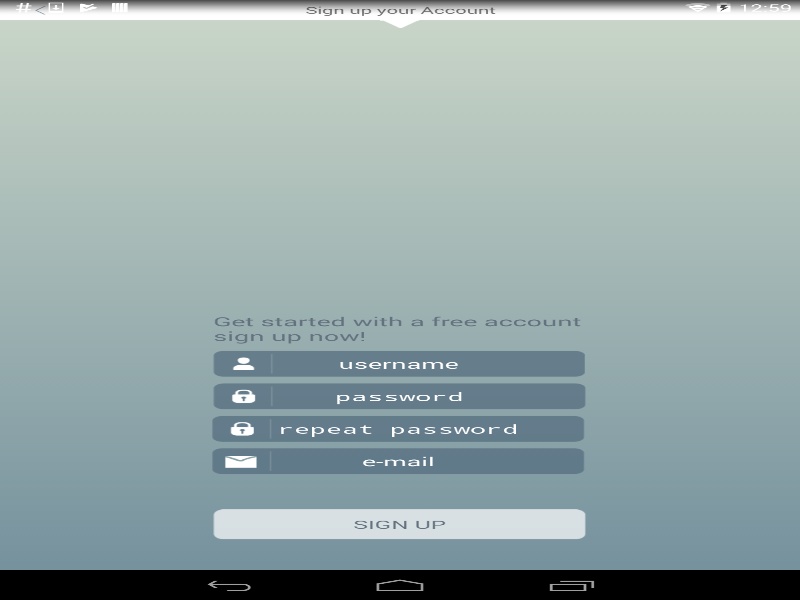 12:59
Sign up your Account
Get started with a free account
sign up now!
username
password
repeat password
e-mail
SIGN UP